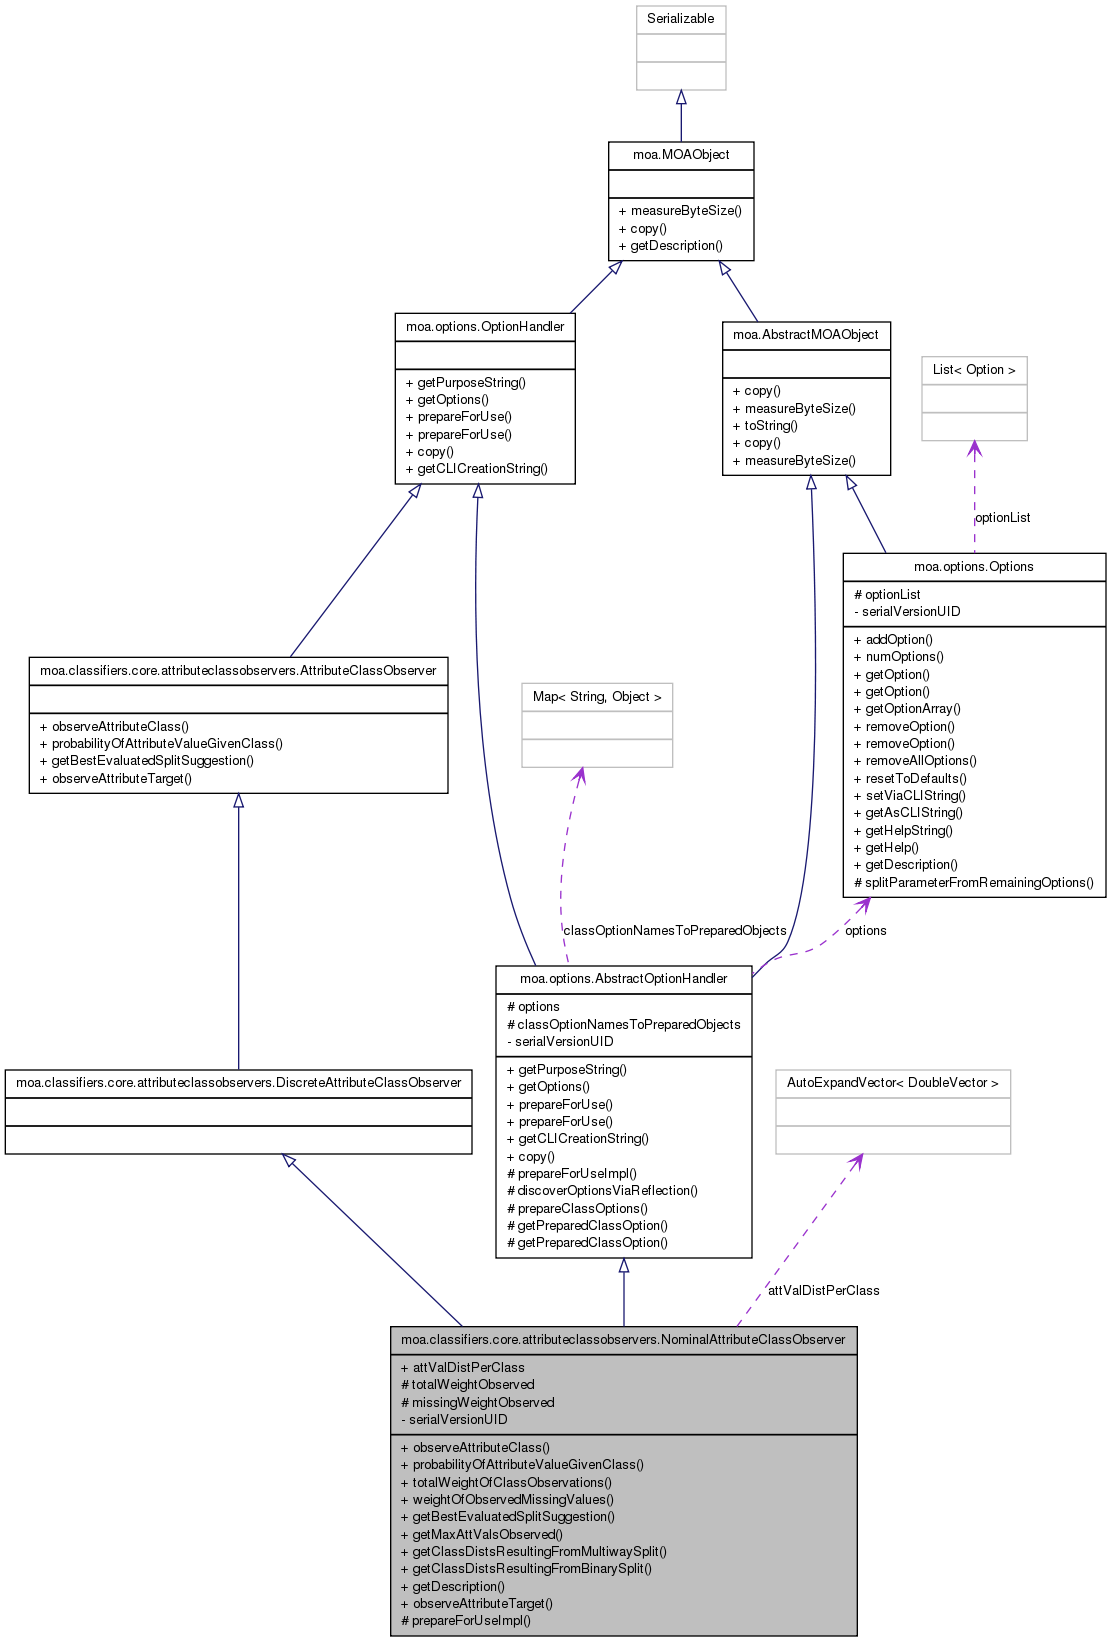 Serializable
moa.MOAObject
+ measureByteSize()
+ copy()
+ getDescription()
moa.options.OptionHandler
+ getPurposeString()
+ getOptions()
+ prepareForUse()
+ prepareForUse()
+ copy()
+ getCLICreationString()
moa.AbstractMOAObject
+ copy()
+ measureByteSize()
+ toString()
+ copy()
+ measureByteSize()
List< Option >
optionList
moa.options.Options
# optionList
- serialVersionUID
+ addOption()
+ numOptions()
+ getOption()
+ getOption()
+ getOptionArray()
+ removeOption()
+ removeOption()
+ removeAllOptions()
+ resetToDefaults()
+ setViaCLIString()
+ getAsCLIString()
+ getHelpString()
+ getHelp()
+ getDescription()
# splitParameterFromRemainingOptions()
moa.classifiers.core.attributeclassobservers.AttributeClassObserver
+ observeAttributeClass()
+ probabilityOfAttributeValueGivenClass()
+ getBestEvaluatedSplitSuggestion()
+ observeAttributeTarget()
Map< String, Object >
classOptionNamesToPreparedObjects
options
moa.options.AbstractOptionHandler
# options
# classOptionNamesToPreparedObjects
- serialVersionUID
+ getPurposeString()
+ getOptions()
+ prepareForUse()
+ prepareForUse()
+ getCLICreationString()
+ copy()
# prepareForUseImpl()
# discoverOptionsViaReflection()
# prepareClassOptions()
# getPreparedClassOption()
# getPreparedClassOption()
moa.classifiers.core.attributeclassobservers.DiscreteAttributeClassObserver
AutoExpandVector< DoubleVector >
attValDistPerClass
moa.classifiers.core.attributeclassobservers.NominalAttributeClassObserver
+ attValDistPerClass
# totalWeightObserved
# missingWeightObserved
- serialVersionUID
+ observeAttributeClass()
+ probabilityOfAttributeValueGivenClass()
+ totalWeightOfClassObservations()
+ weightOfObservedMissingValues()
+ getBestEvaluatedSplitSuggestion()
+ getMaxAttValsObserved()
+ getClassDistsResultingFromMultiwaySplit()
+ getClassDistsResultingFromBinarySplit()
+ getDescription()
+ observeAttributeTarget()
# prepareForUseImpl()